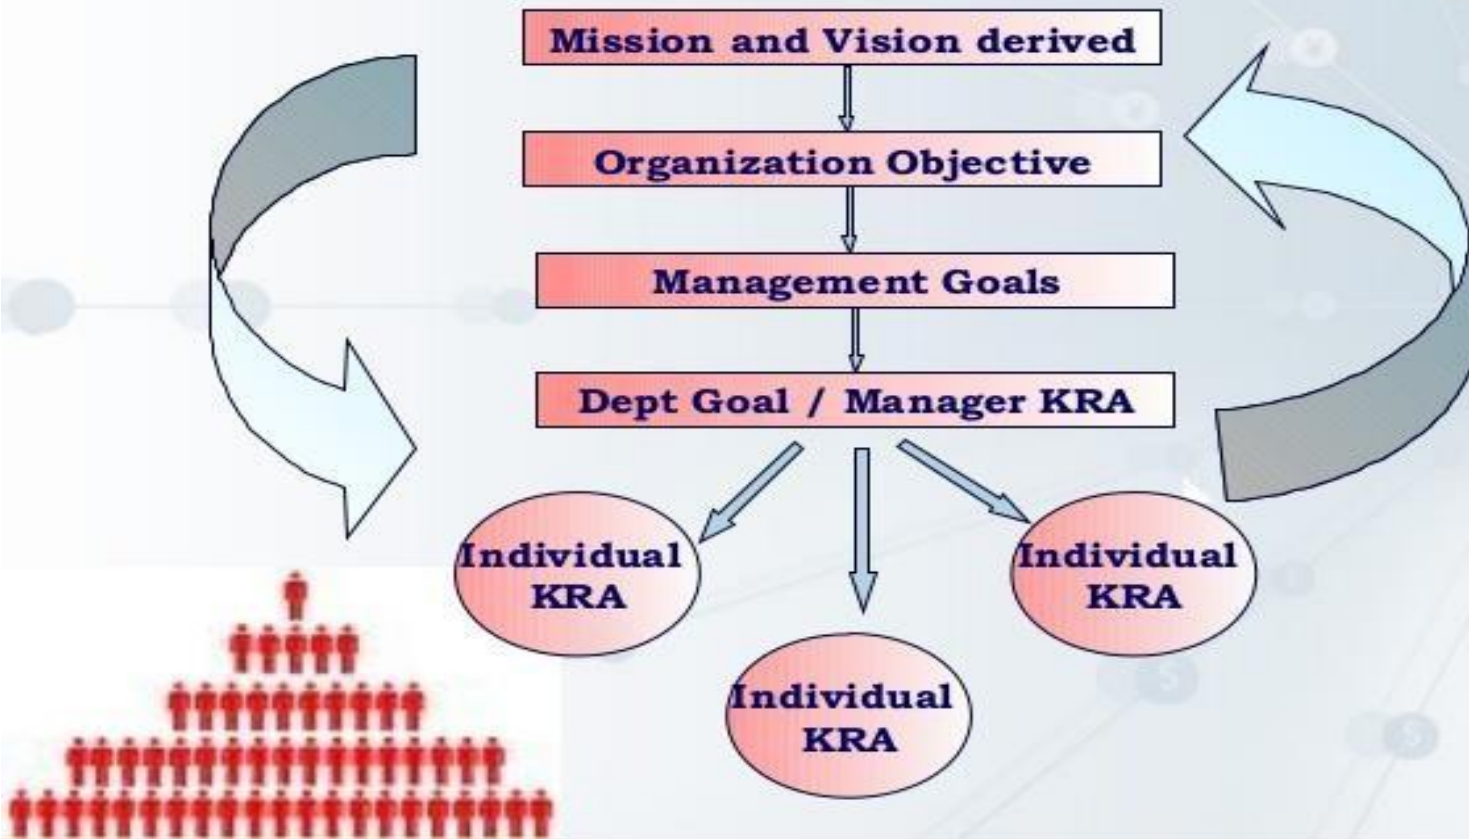 Mission and Vision derived
Organization Objective
Management Goals
Dept Goal / Manager KRA
Individual
KRA
Individual
KRA
Individual
KRA